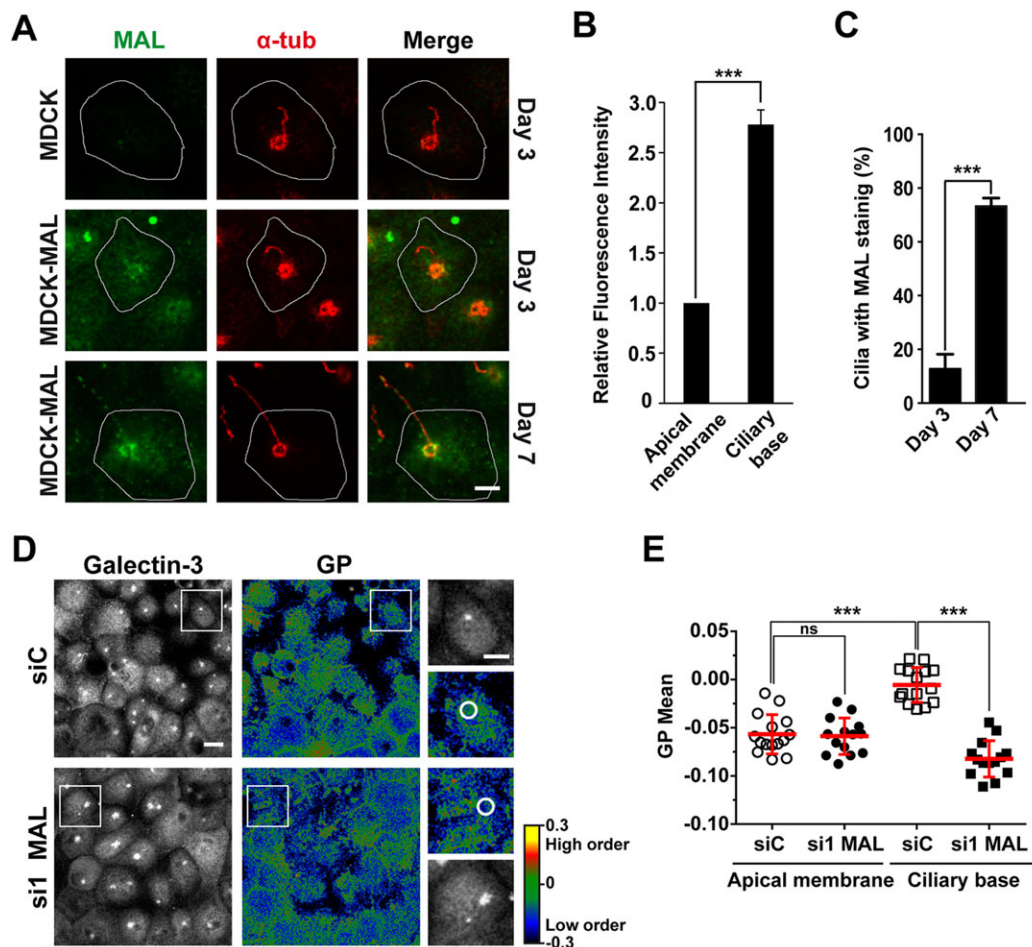 A
MAL
α-tub
Merge
MDCK
Day 3
MDCK-MAL
Day 3
MDCK-MAL
Day 7
B
Relative Fluorescence Intensity
3.0
2.5
2.0
1.5
1.0
0.5
0
***
Apical membrane
Ciliary base
C
Cilia with MAL stainig (%)
100
80
60
40
20
0
***
Day 3
Day 7
D
Galectin-3
GP
siC
si1 MAL
0.3
High order
0
Low order
-0.3
E
GP Mean
0.05
0.00
-0.05
-0.10
-0.10
***
***
ns
siC
si1 MAL
siC
si1 MAL
Apical membrane
Ciliary base